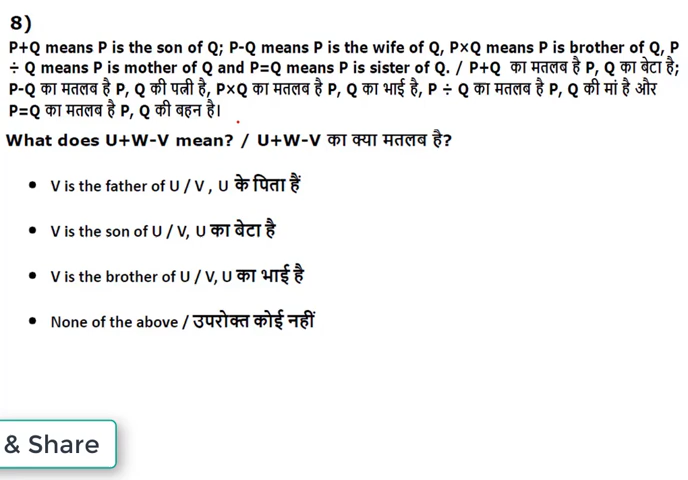 8)
P+Q means P is the son of Q; P-Q means P is the wife of Q, P×Q means P is brother of Q, P
÷ Q means P is mother of Q and P=Q means P is sister of Q. / P+Q का मतलब है P, Q का बेटा है;
P-Q का मतलब है P, Q की पत्नी है, P×Q का मतलब है P, Q का भाई है, P ÷ Q का मतलब है P, Q की मां है और
P=Q का मतलब है P, Q की बहन है।
What does U+W-V mean? / U+W-V का क्या मतलब है?
• V is the father of U / V , U के पिता हैं
• V is the son of U / V, U का बेटा है
• V is the brother of U / V, U का भाई है
• None of the above / उपरोक्त कोई नहीं
& Share